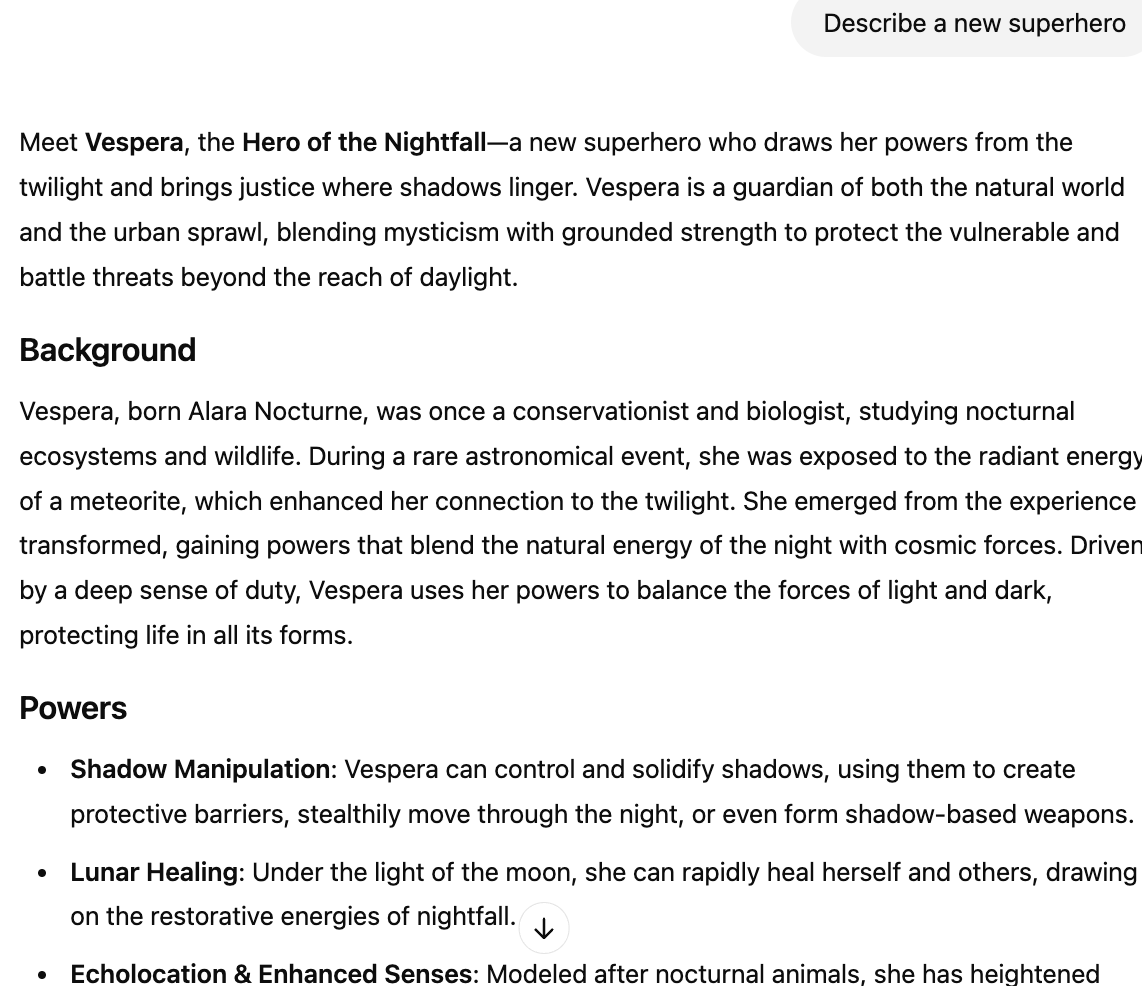 Describe a new superhero
Meet Vespera, the Hero of the Nightfall—a new superhero who draws her powers from the
twilight and brings justice where shadows linger. Vespera is a guardian of both the natural world
and the urban sprawl, blending mysticism with grounded strength to protect the vulnerable and
battle threats beyond the reach of daylight.
Background
Vespera, born Alara Nocturne, was once a conservationist and biologist, studying nocturnal
ecosystems and wildlife. During a rare astronomical event, she was exposed to the radiant energy
of a meteorite, which enhanced her connection to the twilight. She emerged from the experience
transformed, gaining powers that blend the natural energy of the night with cosmic forces. Driven
by a deep sense of duty, Vespera uses her powers to balance the forces of light and dark,
protecting life in all its forms.
Powers
• Shadow Manipulation: Vespera can control and solidify shadows, using them to create
protective barriers, stealthily move through the night, or even form shadow-based weapons.
• Lunar Healing: Under the light of the moon, she can rapidly heal herself and others, drawing
on the restorative energies of nightfall.
• Echolocation & Enhanced Senses: Modeled after nocturnal animals, she has heightened